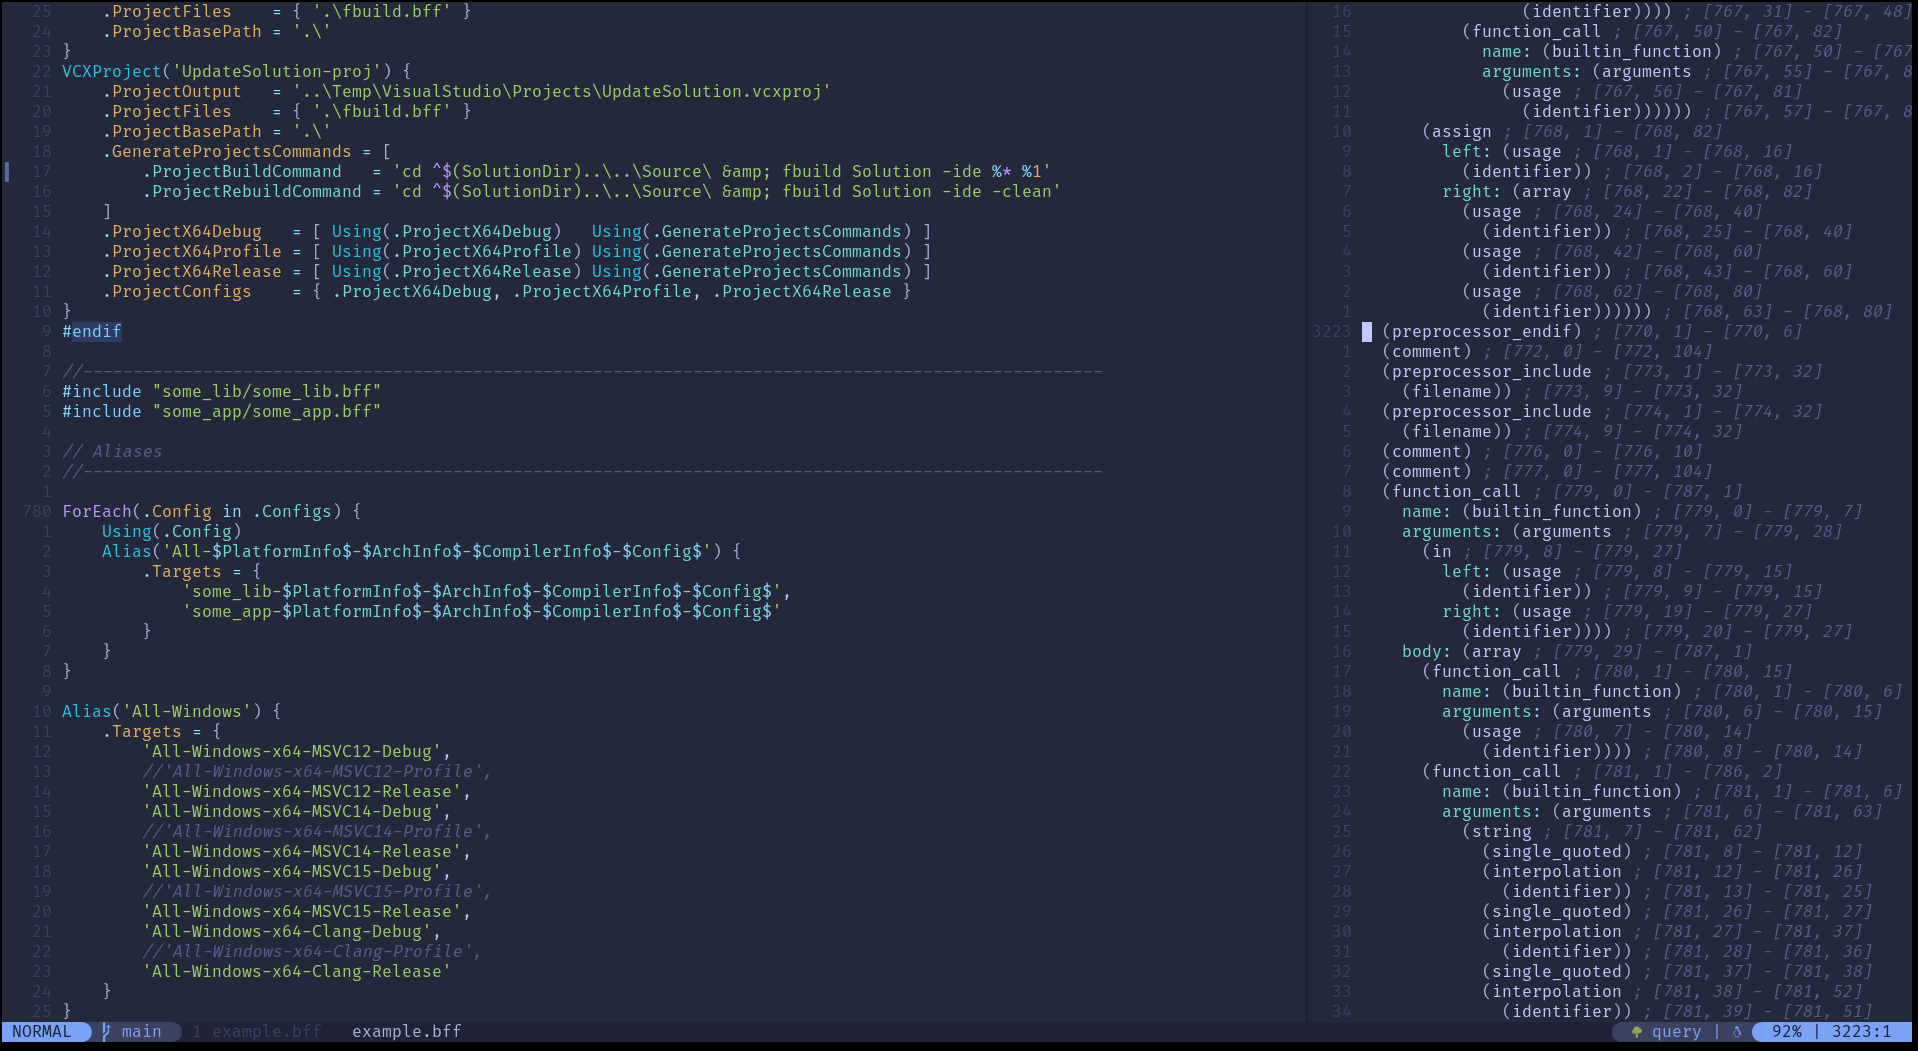 25     .ProjectFiles    = { '.\fbuild.bff' }
24     .ProjectBasePath = '.\'
23 }
22 VCXProject('UpdateSolution-proj') {
21     .ProjectOutput   = '..\Temp\VisualStudio\Projects\UpdateSolution.vcxproj'
20     .ProjectFiles    = { '.\fbuild.bff' }
19     .ProjectBasePath = '.\'
18     .GenerateProjectsCommands = [
17         .ProjectBuildCommand   = 'cd ^$(SolutionDir)..\..\Source\ &amp; fbuild Solution -ide %* %1'
16         .ProjectRebuildCommand = 'cd ^$(SolutionDir)..\..\Source\ &amp; fbuild Solution -ide -clean'
15     ]
14     .ProjectX64Debug   = [ Using(.ProjectX64Debug)   Using(.GenerateProjectsCommands) ]
13     .ProjectX64Profile = [ Using(.ProjectX64Profile) Using(.GenerateProjectsCommands) ]
12     .ProjectX64Release = [ Using(.ProjectX64Release) Using(.GenerateProjectsCommands) ]
11     .ProjectConfigs    = { .ProjectX64Debug, .ProjectX64Profile, .ProjectX64Release }
10 }
9 #endif
8
7 //------------------------------------------------------------------------------------------------------
6 #include "some_lib/some_lib.bff"
5 #include "some_app/some_app.bff"
4
3 // Aliases
2 //------------------------------------------------------------------------------------------------------
1
780 ForEach(.Config in .Configs) {
1     Using(.Config)
2     Alias('All-$PlatformInfo$-$ArchInfo$-$CompilerInfo$-$Config$') {
3         .Targets = {
4             'some_lib-$PlatformInfo$-$ArchInfo$-$CompilerInfo$-$Config$',
5             'some_app-$PlatformInfo$-$ArchInfo$-$CompilerInfo$-$Config$'
6         }
7     }
8 }
9
10 Alias('All-Windows') {
11     .Targets = {
12         'All-Windows-x64-MSVC12-Debug',
13         //'All-Windows-x64-MSVC12-Profile',
14         'All-Windows-x64-MSVC12-Release',
15         'All-Windows-x64-MSVC14-Debug',
16         //'All-Windows-x64-MSVC14-Profile',
17         'All-Windows-x64-MSVC14-Release',
18         'All-Windows-x64-MSVC15-Debug',
19         //'All-Windows-x64-MSVC15-Profile',
20         'All-Windows-x64-MSVC15-Release',
21         'All-Windows-x64-Clang-Debug',
22         //'All-Windows-x64-Clang-Profile',
23         'All-Windows-x64-Clang-Release'
24     }
25 }
16               (identifier)))) ; [767, 31] - [767, 48]
15         (function_call ; [767, 50] - [767, 82]
14           name: (builtin_function) ; [767, 50] - [767
13           arguments: (arguments ; [767, 55] - [767, 8
12             (usage ; [767, 56] - [767, 81]
11               (identifier)))))) ; [767, 57] - [767, 8
10     (assign ; [768, 1] - [768, 82]
9       left: (usage ; [768, 1] - [768, 16]
8         (identifier)) ; [768, 2] - [768, 16]
7       right: (array ; [768, 22] - [768, 82]
6         (usage ; [768, 24] - [768, 40]
5           (identifier)) ; [768, 25] - [768, 40]
4         (usage ; [768, 42] - [768, 60]
3           (identifier)) ; [768, 43] - [768, 60]
2         (usage ; [768, 62] - [768, 80]
1           (identifier)))))) ; [768, 63] - [768, 80]
3223 (preprocessor_endif) ; [770, 1] - [770, 6]
1 (comment) ; [772, 0] - [772, 104]
2 (preprocessor_include ; [773, 1] - [773, 32]
3   (filename)) ; [773, 9] - [773, 32]
4 (preprocessor_include ; [774, 1] - [774, 32]
5   (filename)) ; [774, 9] - [774, 32]
6 (comment) ; [776, 0] - [776, 10]
7 (comment) ; [777, 0] - [777, 104]
8 (function_call ; [779, 0] - [787, 1]
9   name: (builtin_function) ; [779, 0] - [779, 7]
10   arguments: (arguments ; [779, 7] - [779, 28]
11     (in ; [779, 8] - [779, 27]
12       left: (usage ; [779, 8] - [779, 15]
13         (identifier)) ; [779, 9] - [779, 15]
14       right: (usage ; [779, 19] - [779, 27]
15         (identifier)))) ; [779, 20] - [779, 27]
16   body: (array ; [779, 29] - [787, 1]
17     (function_call ; [780, 1] - [780, 15]
18       name: (builtin_function) ; [780, 1] - [780, 6]
19       arguments: (arguments ; [780, 6] - [780, 15]
20         (usage ; [780, 7] - [780, 14]
21           (identifier)))) ; [780, 8] - [780, 14]
22     (function_call ; [781, 1] - [786, 2]
23       name: (builtin_function) ; [781, 1] - [781, 6]
24       arguments: (arguments ; [781, 6] - [781, 63]
25         (string ; [781, 7] - [781, 62]
26           (single_quoted) ; [781, 8] - [781, 12]
27           (interpolation ; [781, 12] - [781, 26]
28             (identifier)) ; [781, 13] - [781, 25]
29           (single_quoted) ; [781, 26] - [781, 27]
30           (interpolation ; [781, 27] - [781, 37]
31             (identifier)) ; [781, 28] - [781, 36]
32           (single_quoted) ; [781, 37] - [781, 38]
33           (interpolation ; [781, 38] - [781, 52]
34             (identifier)) ; [781, 39] - [781, 51]
NORMAL main 1 example.bff example.bff query | 92% | 3223:1